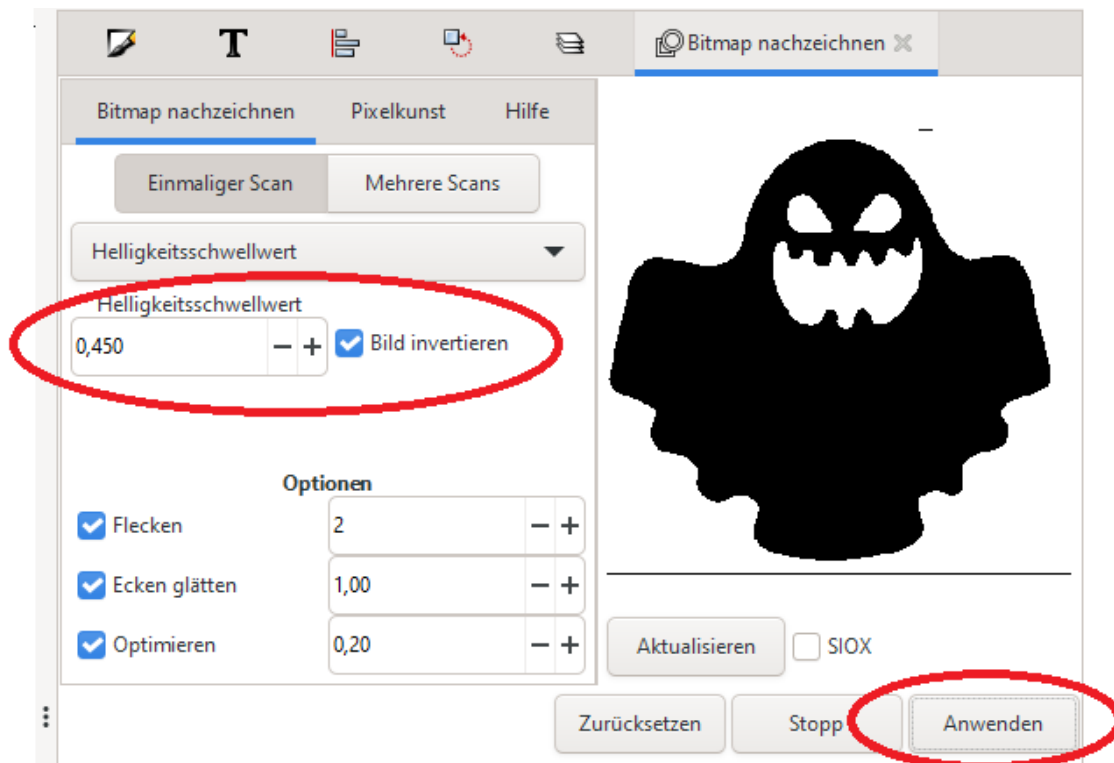 T
Bitmap nachzeichnen
Bitmap nachzeichnen Pixelkunst Hilfe
Einmaliger Scan Mehrere Scans
Helligkeitsschwellwert
Helligkeitsschwellwert
0,450 − + Bild invertieren
Optionen
Flecken 2 − +
Ecken glätten 1,00 − +
Optimieren 0,20 − +
Aktualisieren SIOX
Zurücksetzen Stopp Anwenden